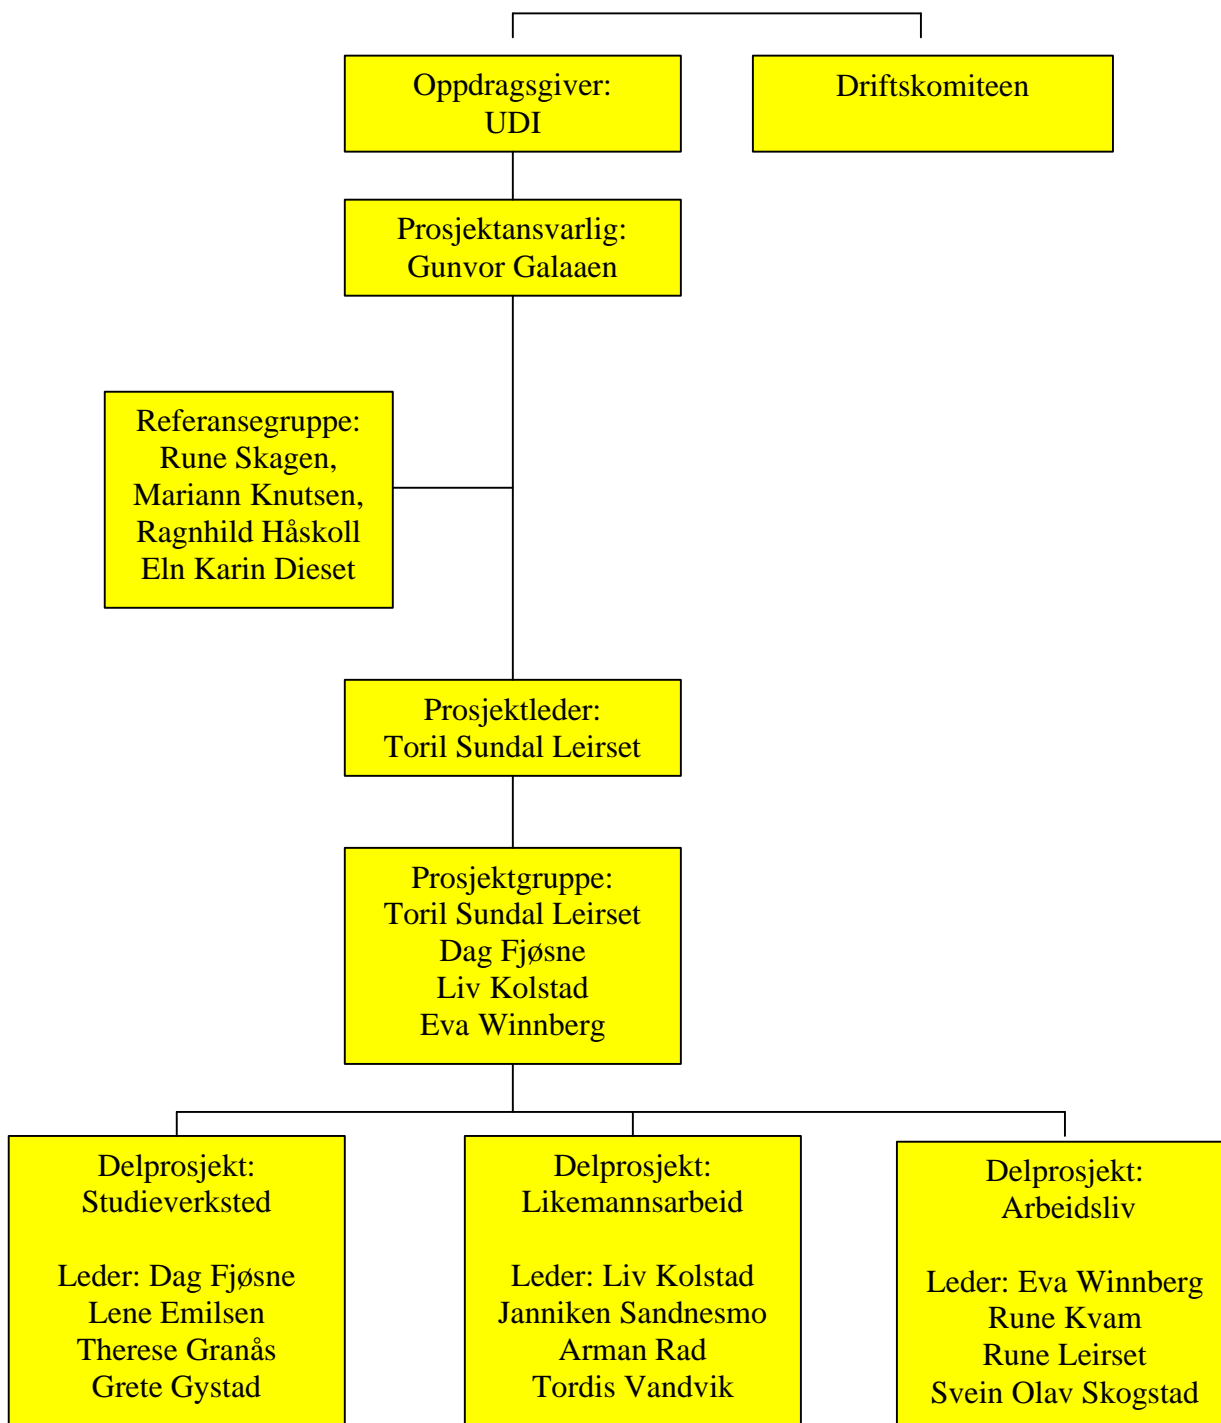 Oppdragsgiver:
UDI
Driftskomiteen
Prosjektansvarlig:
Gunvor Galaaen
Referansegruppe:
Rune Skagen,
Mariann Knutsen,
Ragnhild Håskoll
Eln Karin Dieset
Prosjektleder:
Toril Sundal Leirset
Prosjektgruppe:
Toril Sundal Leirset
Dag Fjøsne
Liv Kolstad
Eva Winnberg
Delprosjekt:
Studieverksted
Leder: Dag Fjøsne
Lene Emilsen
Therese Granås
Grete Gystad
Delprosjekt:
Likemannsarbeid
Leder: Liv Kolstad
Janniken Sandnesmo
Arman Rad
Tordis Vandvik
Delprosjekt:
Arbeidsliv
Leder: Eva Winnberg
Rune Kvam
Rune Leirset
Svein Olav Skogstad